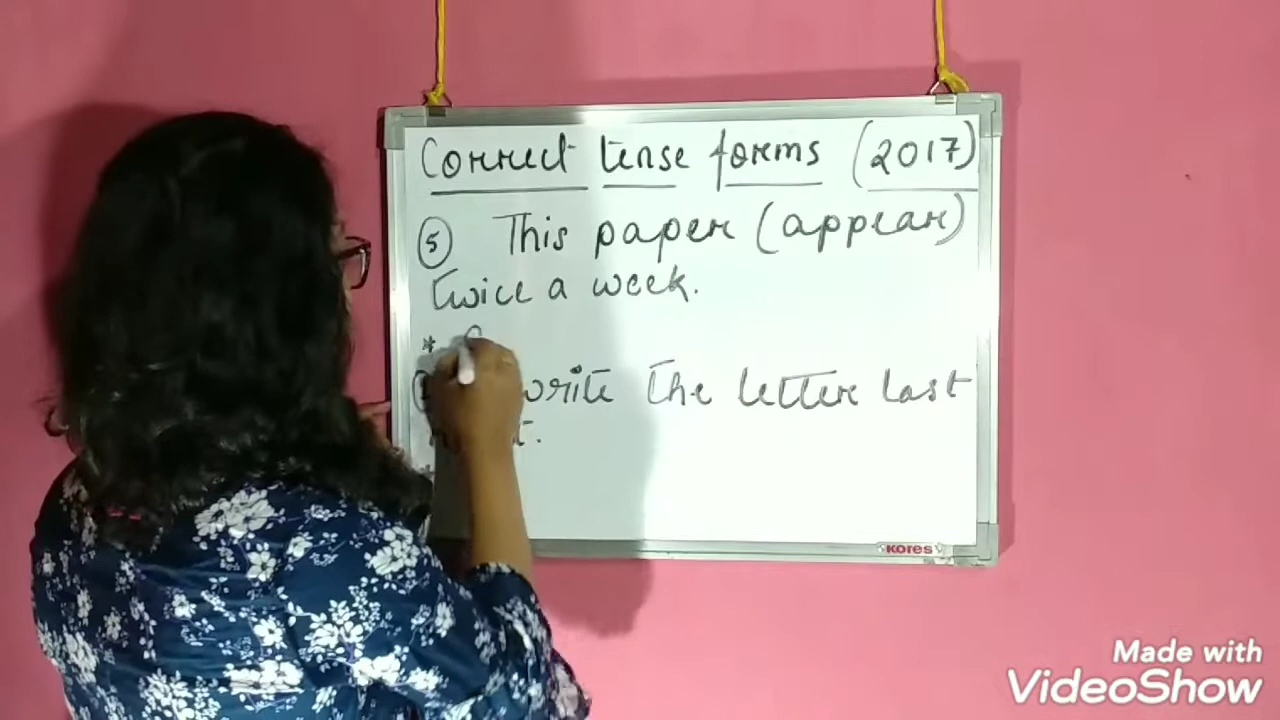 Correct tense forms (2017)
5 This paper (appear)
twice a week.
*
write the letter last
KORES
Made with
VideoShow